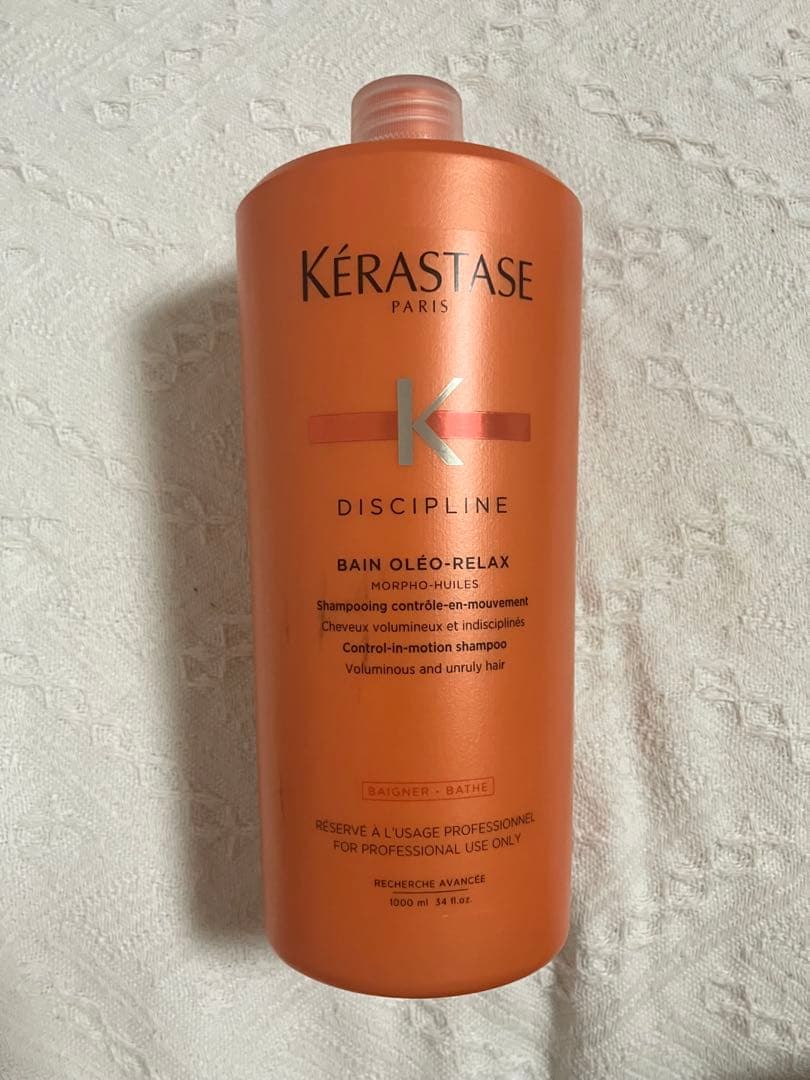 KÉRASTASE
PARIS
K
DISCIPLINE
BAIN OLÉO-RELAX
MORPHO-HUILES
Shampooing contrôle-en-mouvement
Cheveux volumineux et indisciplinés
Control-in-motion shampoo
Voluminous and unruly hair
BAIGNER - BATHE
RÉSERVÉ À L'USAGE PROFESSIONNEL
FOR PROFESSIONAL USE ONLY
RECHERCHE AVANCÉE
1000 ml 34 fl.oz.